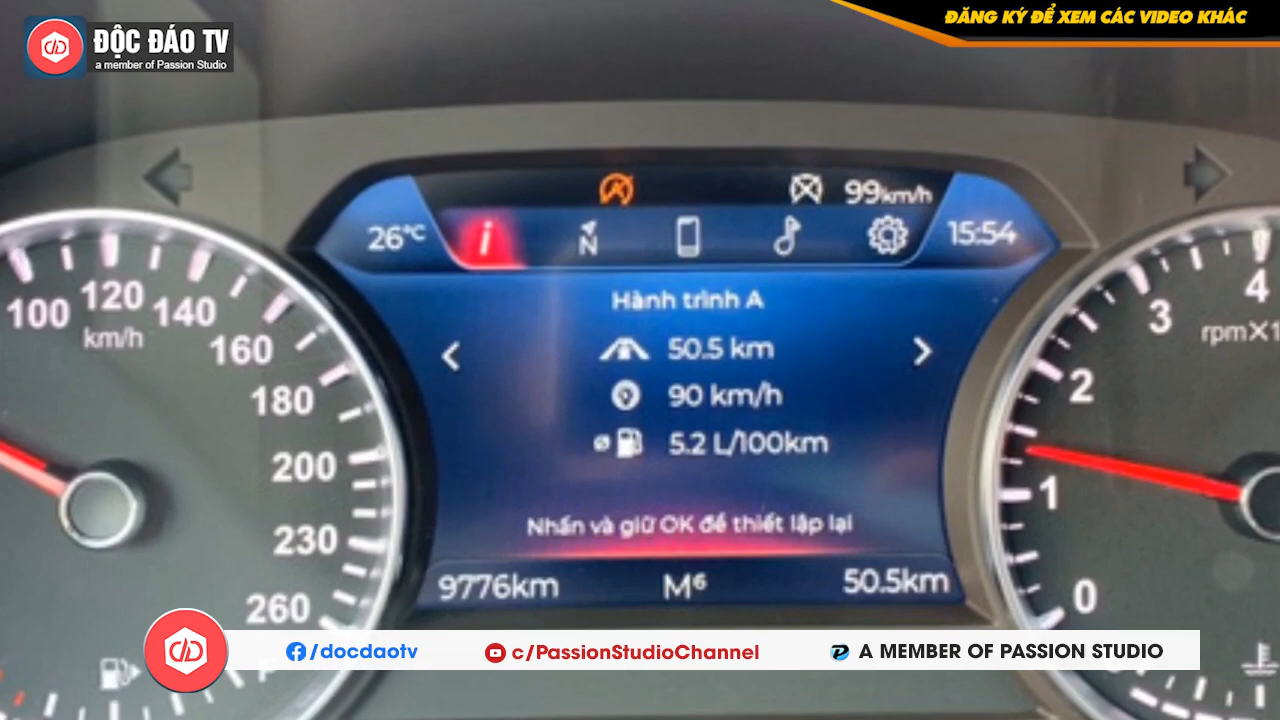 ĐỘC ĐÁO TV
a member of Passion Studio
ĐĂNG KÝ ĐỂ XEM CÁC VIDEO KHÁC
99km/h
26°C
i
N
15:54
Hành trình A
50.5 km
90 km/h
ø 5.2 L/100km
Nhấn và giữ OK để thiết lập lại
9776km
M6
50.5km
100
120
140
km/h
160
180
200
230
260
F
4
3
rpm
2
1
0
/docdaotv
c/PassionStudioChannel
A MEMBER OF PASSION STUDIO